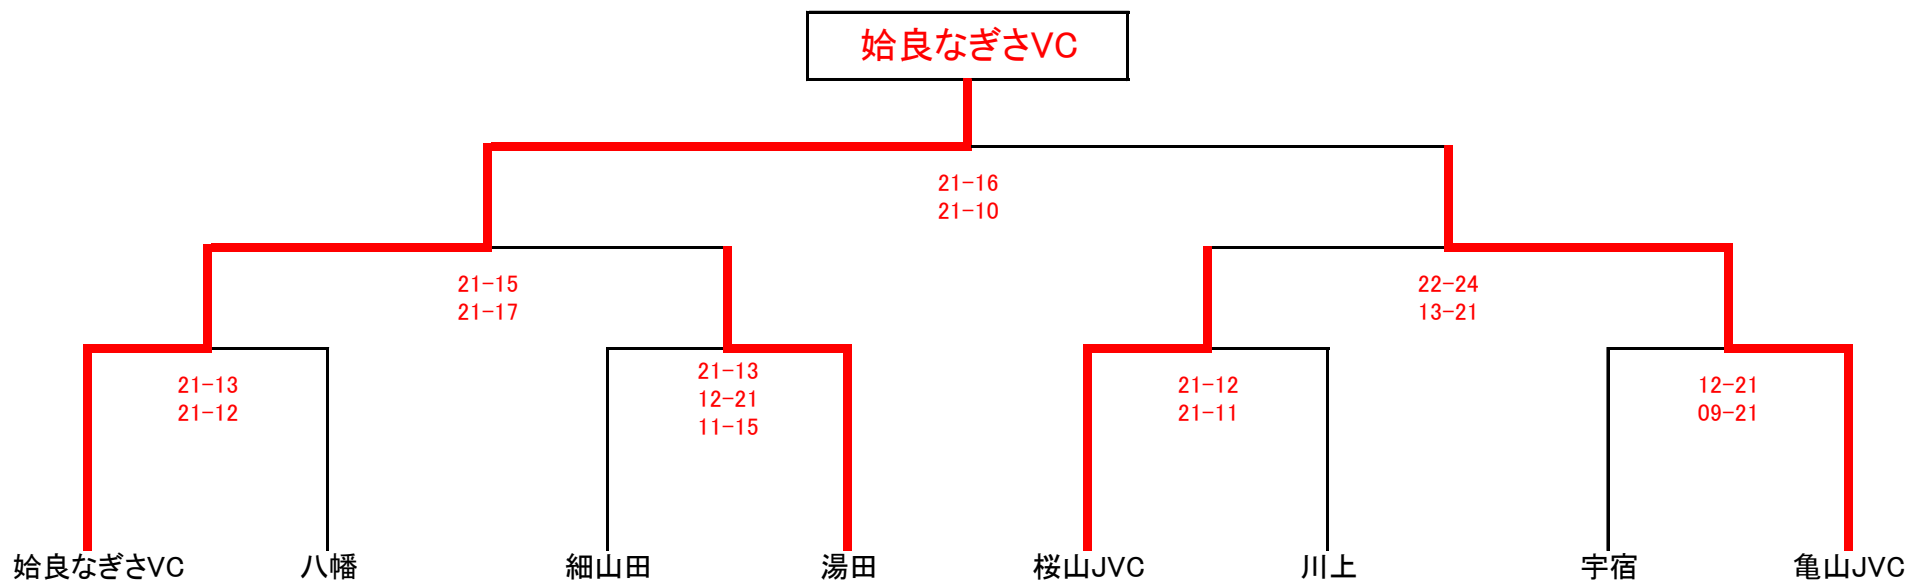 姶良なぎさVC
21-16
21-10
21-15
21-17
22-24
13-21
21-13
21-12
21-13
12-21
11-15
21-12
21-11
12-21
09-21
姶良なぎさVC
八幡
細山田
湯田
桜山JVC
川上
宇宿
亀山JVC